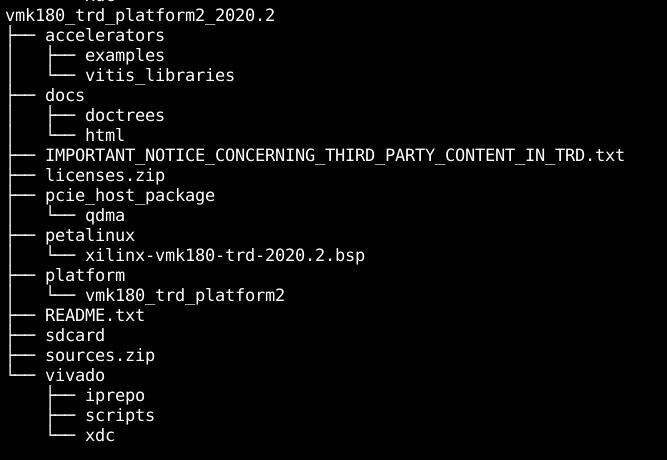 vmk180_trd_platform2_2020.2
├── accelerators
│   ├── examples
│   └── vitis_libraries
├── docs
│   ├── doctrees
│   └── html
├── IMPORTANT_NOTICE_CONCERNING_THIRD_PARTY_CONTENT_IN_TRD.txt
├── licenses.zip
├── pcie_host_package
│   └── qdma
├── petalinux
│   └── xilinx-vmk180-trd-2020.2.bsp
├── platform
│   └── vmk180_trd_platform2
├── README.txt
├── sdcard
├── sources.zip
└── vivado
    ├── iprepo
    ├── scripts
    └── xdc